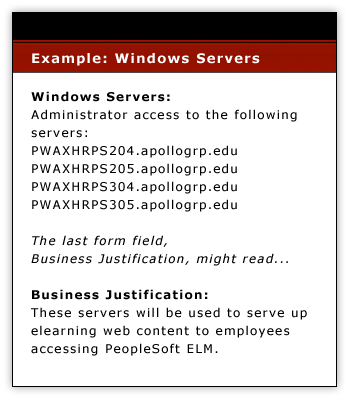 Example: Windows Servers
Windows Servers:
Administrator access to the following
servers:
PWAXHRPS204.apollogrp.edu
PWAXHRPS205.apollogrp.edu
PWAXHRPS304.apollogrp.edu
PWAXHRPS305.apollogrp.edu
The last form field,
Business Justification, might read...
Business Justification:
These servers will be used to serve up
elearning web content to employees
accessing PeopleSoft ELM.